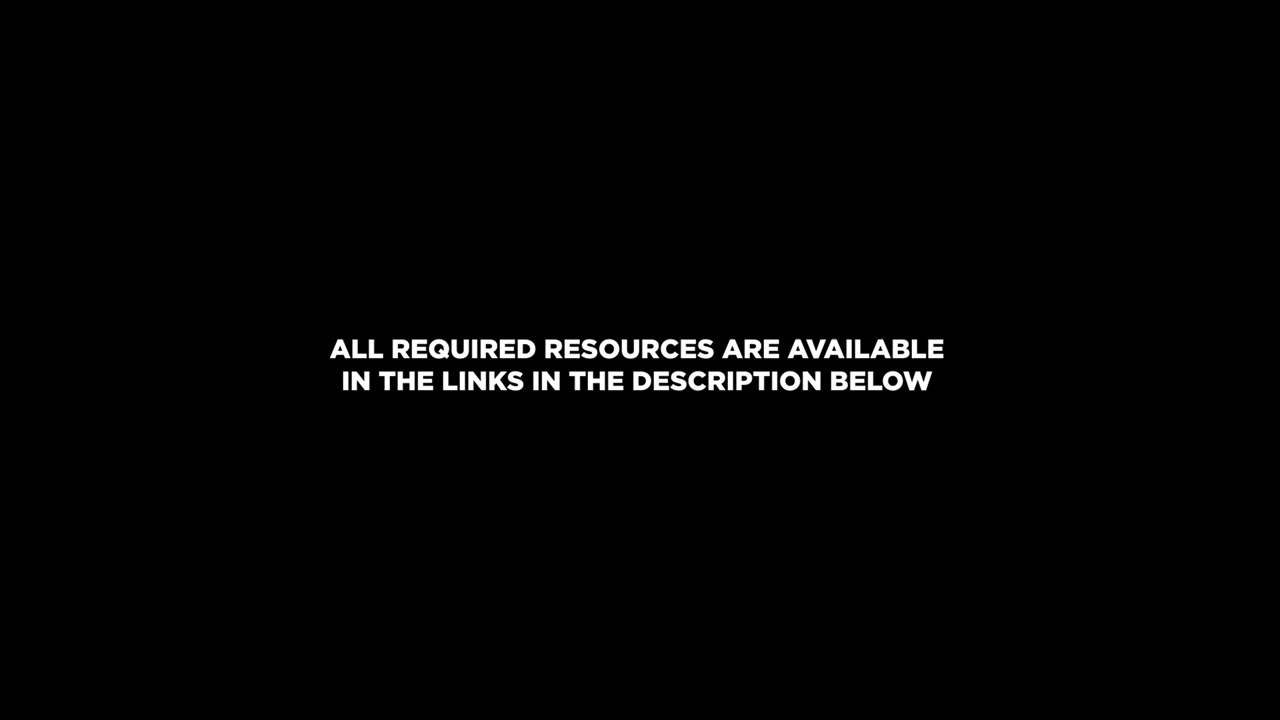 ALL REQUIRED RESOURCES ARE AVAILABLE
IN THE LINKS IN THE DESCRIPTION BELOW